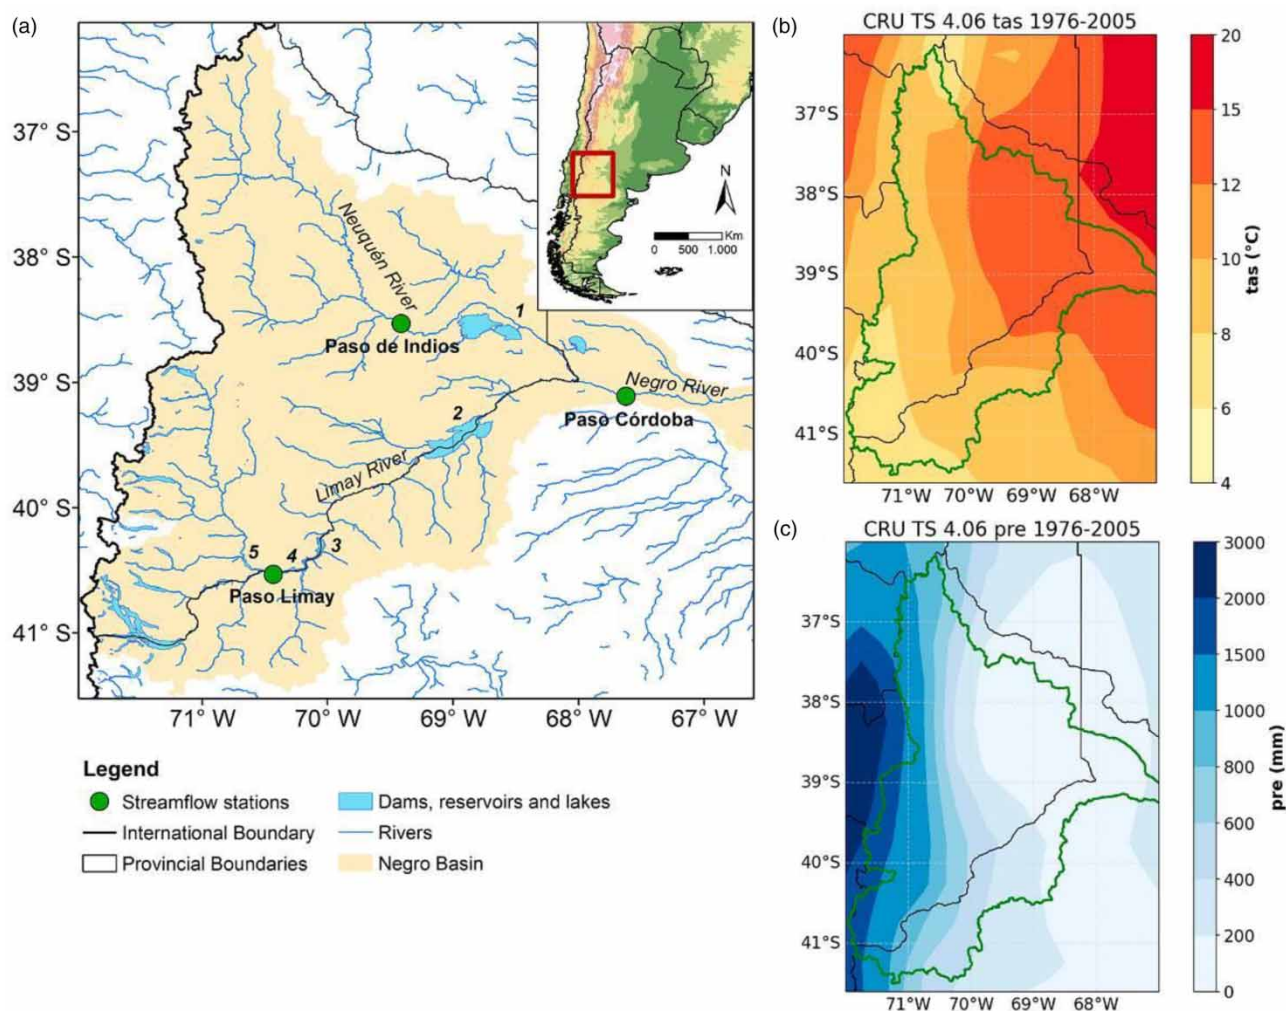 (a)
37° S
38° S
39° S
40° S
41° S
71° W
70° W
69° W
68° W
67° W
Neuquén River
1
Paso de Indios
Negro River
Paso Córdoba
2
Limay River
3
4
5
Paso Limay
N
Km
0 500 1.000
Legend
Streamflow stations
International Boundary
Provincial Boundaries
Dams, reservoirs and lakes
Rivers
Negro Basin
(b)
CRU TS 4.06 tas 1976-2005
37°S
38°S
39°S
40°S
41°S
71°W 70°W 69°W 68°W
20
15
12
10
8
6
4
tas (°C)
(c)
CRU TS 4.06 pre 1976-2005
37°S
38°S
39°S
40°S
41°S
71°W 70°W 69°W 68°W
3000
2000
1500
1000
800
600
400
200
0
pre (mm)